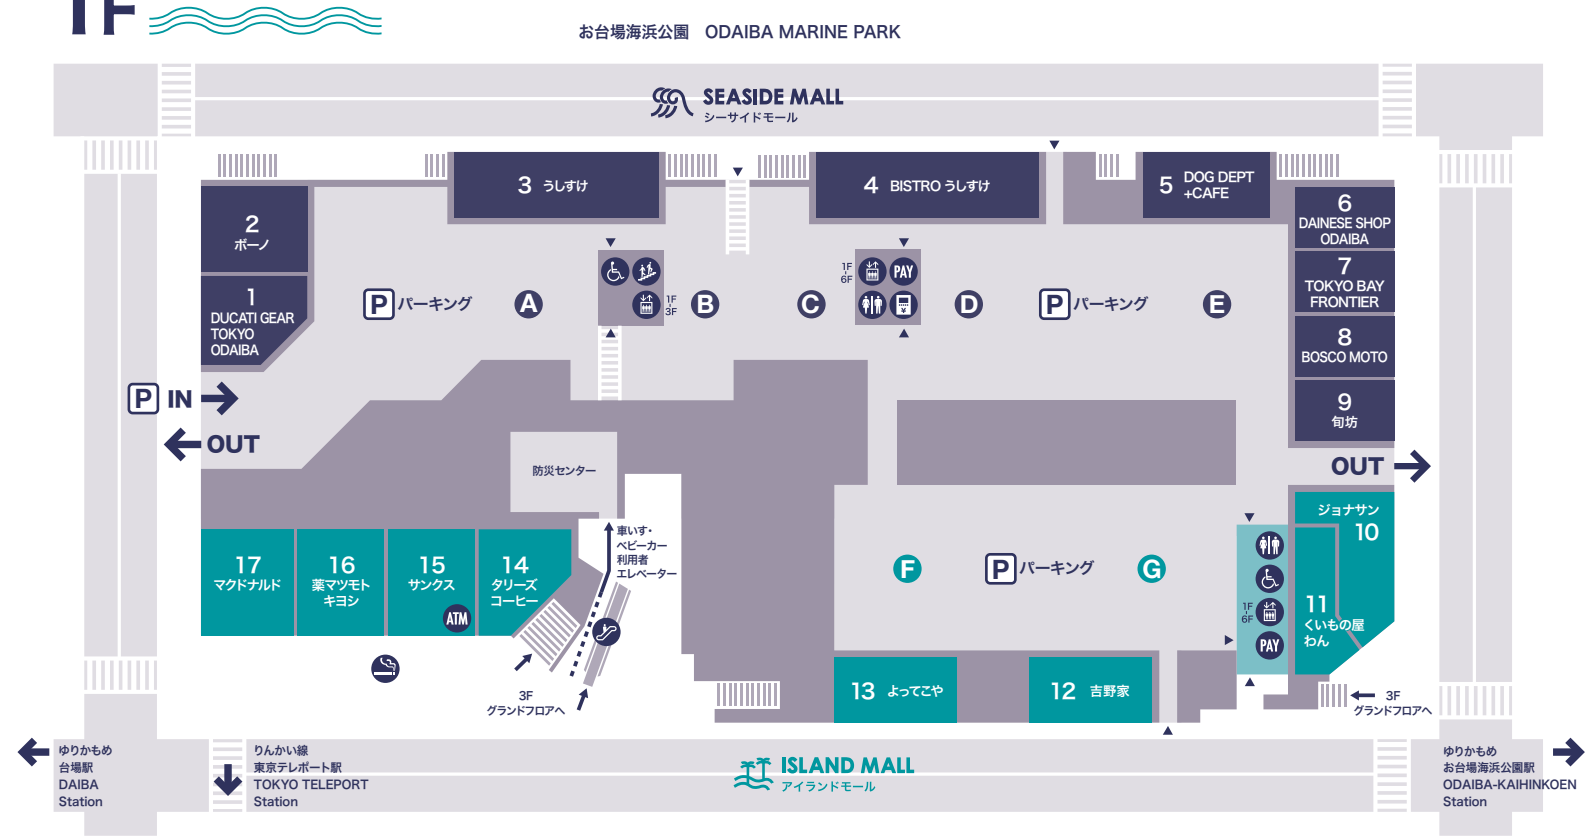 1F
お台場海浜公園 ODAIBA MARINE PARK
SEASIDE MALL
シーサイドモール
3 うしすけ
4 BISTRO うしすけ
5 DOG DEPT
+CAFE
2
ボーノ
6
DAINESE SHOP
ODAIBA
1
DUCATI GEAR
TOKYO
ODAIBA
7
TOKYO BAY
FRONTIER
8
BOSCO MOTO
9
旬坊
P パーキング
A
1F
3F
B
C
1F
6F
PAY
¥
D
P パーキング
E
P IN
OUT
OUT
防災センター
車いす・
ベビーカー
利用者
エレベーター
17
マクドナルド
16
薬マツモト
キヨシ
15
サンクス
ATM
14
タリーズ
コーヒー
F
P パーキング
G
1F
6F
PAY
ジョナサン
10
11
くいもの屋
わん
13 よってこや
12 吉野家
3F
グランドフロアへ
3F
グランドフロアへ
ゆりかもめ
台場駅
DAIBA
Station
りんかい線
東京テレポート駅
TOKYO TELEPORT
Station
ISLAND MALL
アイランドモール
ゆりかもめ
お台場海浜公園駅
ODAIBA-KAIHINKOEN
Station